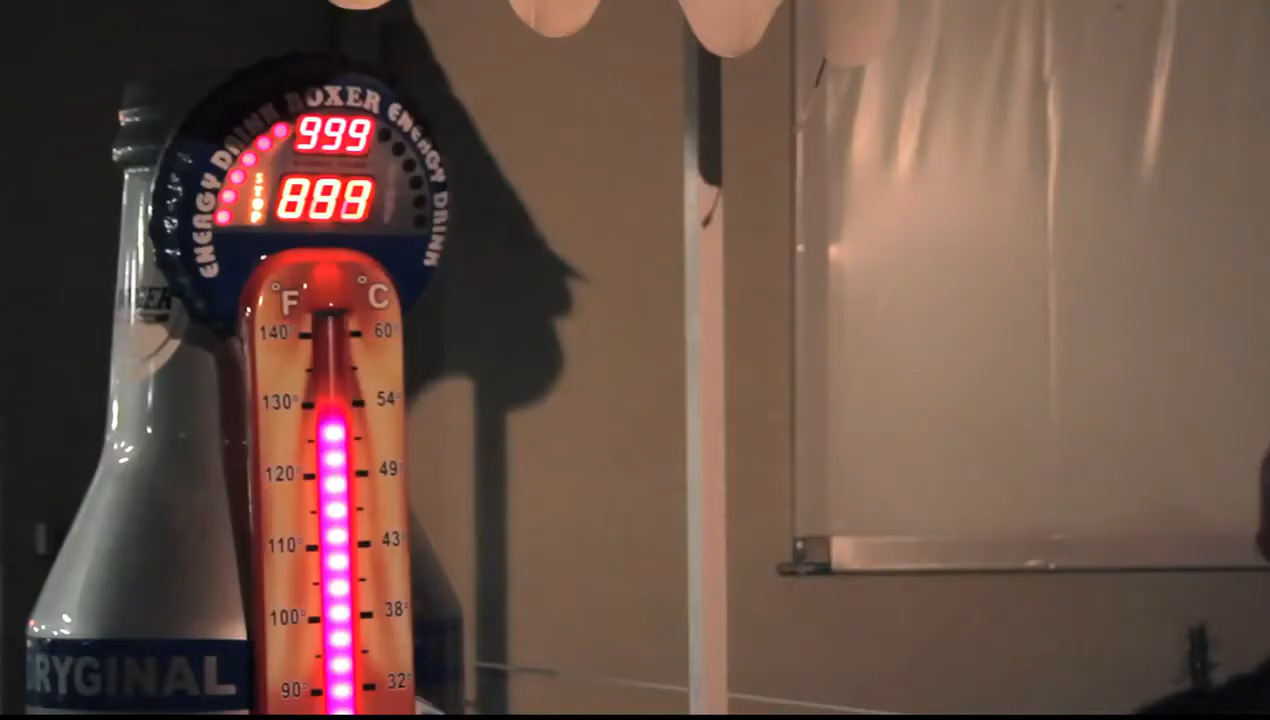 ENERGY DRINK BOXER ENERGY DRINK
999
STOP
888
°F °C
140° 60°
130° 54°
120° 49°
110° 43
100° 38°
90° 32°
RYGINAL